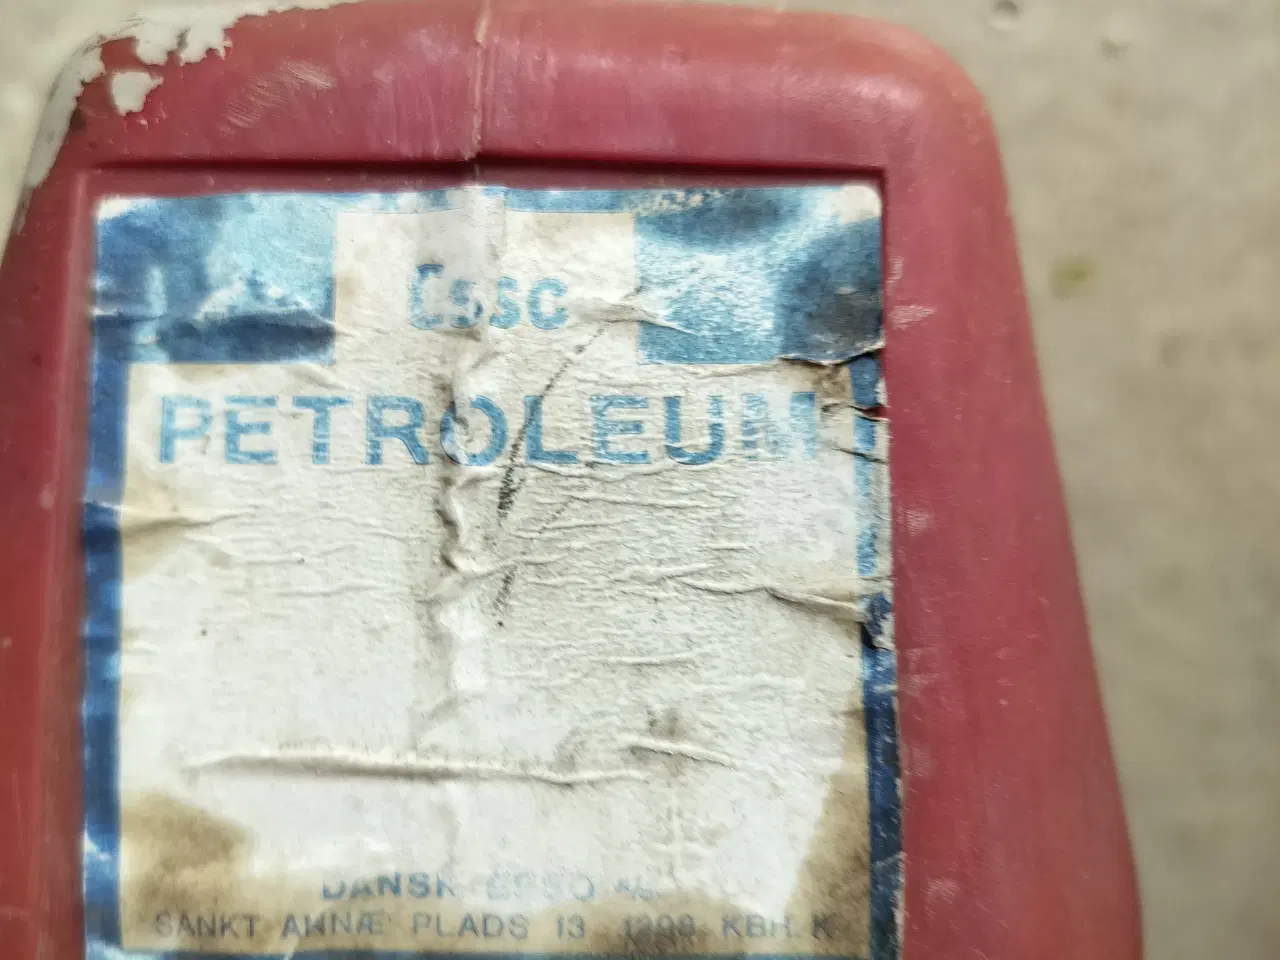 Esso
PETROLEUM
DANSK ESSO A/S
SANKT ANNÆ PLADS 13 1298 KBH. K